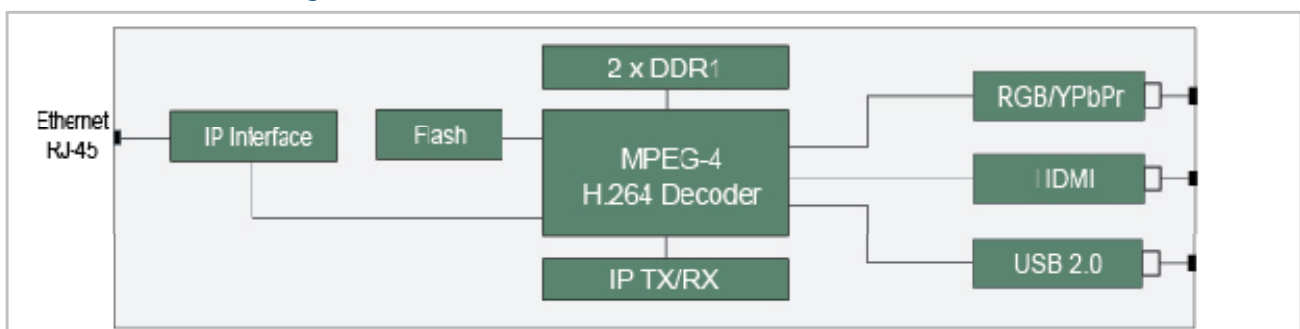 2 x DDR1
RGB/YPbPr
Ethernet
RJ-45
IP Interface
Flash
MPEG-4
H.264 Decoder
HDMI
USB 2.0
IP TX/RX